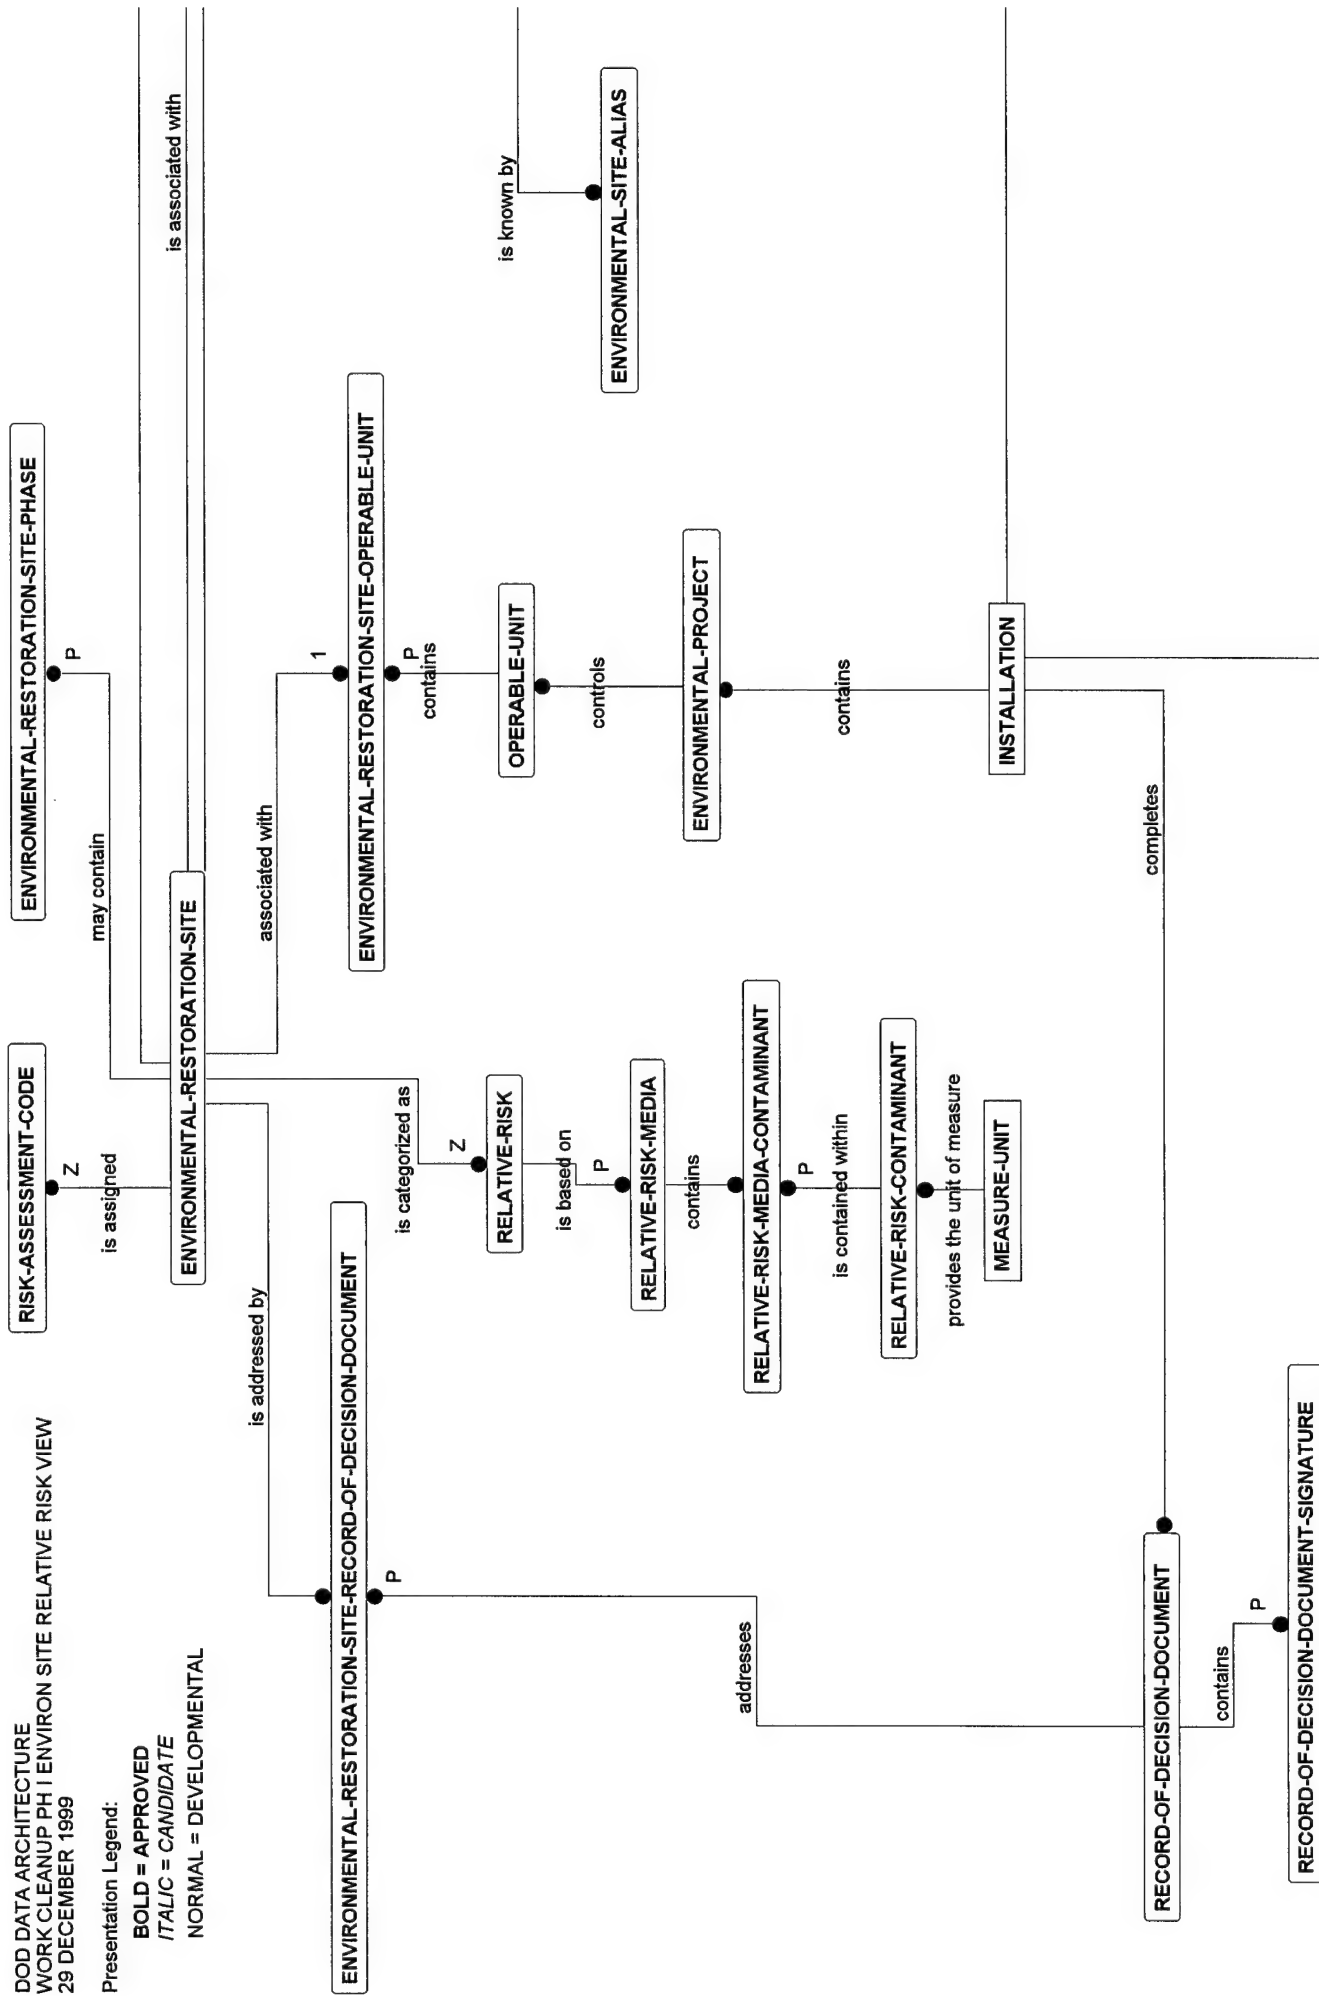 DOD DATA ARCHITECTURE
WORK CLEANUP PH I ENVIRON SITE RELATIVE RISK VIEW
29 DECEMBER 1999
Presentation Legend:
BOLD = APPROVED
ITALIC = CANDIDATE
NORMAL = DEVELOPMENTAL
RISK-ASSESSMENT-CODE
ENVIRONMENTAL-RESTORATION-SITE-PHASE
Z
P
is assigned
may contain
is associated with
ENVIRONMENTAL-RESTORATION-SITE
is addressed by
associated with
1
ENVIRONMENTAL-RESTORATION-SITE-RECORD-OF-DECISION-DOCUMENT
ENVIRONMENTAL-RESTORATION-SITE-OPERABLE-UNIT
P
is categorized as
Z
P
contains
is known by
RELATIVE-RISK
OPERABLE-UNIT
is based on
P
controls
ENVIRONMENTAL-SITE-ALIAS
RELATIVE-RISK-MEDIA
contains
ENVIRONMENTAL-PROJECT
addresses
RELATIVE-RISK-MEDIA-CONTAMINANT
P
is contained within
contains
RELATIVE-RISK-CONTAMINANT
provides the unit of measure
MEASURE-UNIT
INSTALLATION
completes
RECORD-OF-DECISION-DOCUMENT
contains
P
RECORD-OF-DECISION-DOCUMENT-SIGNATURE